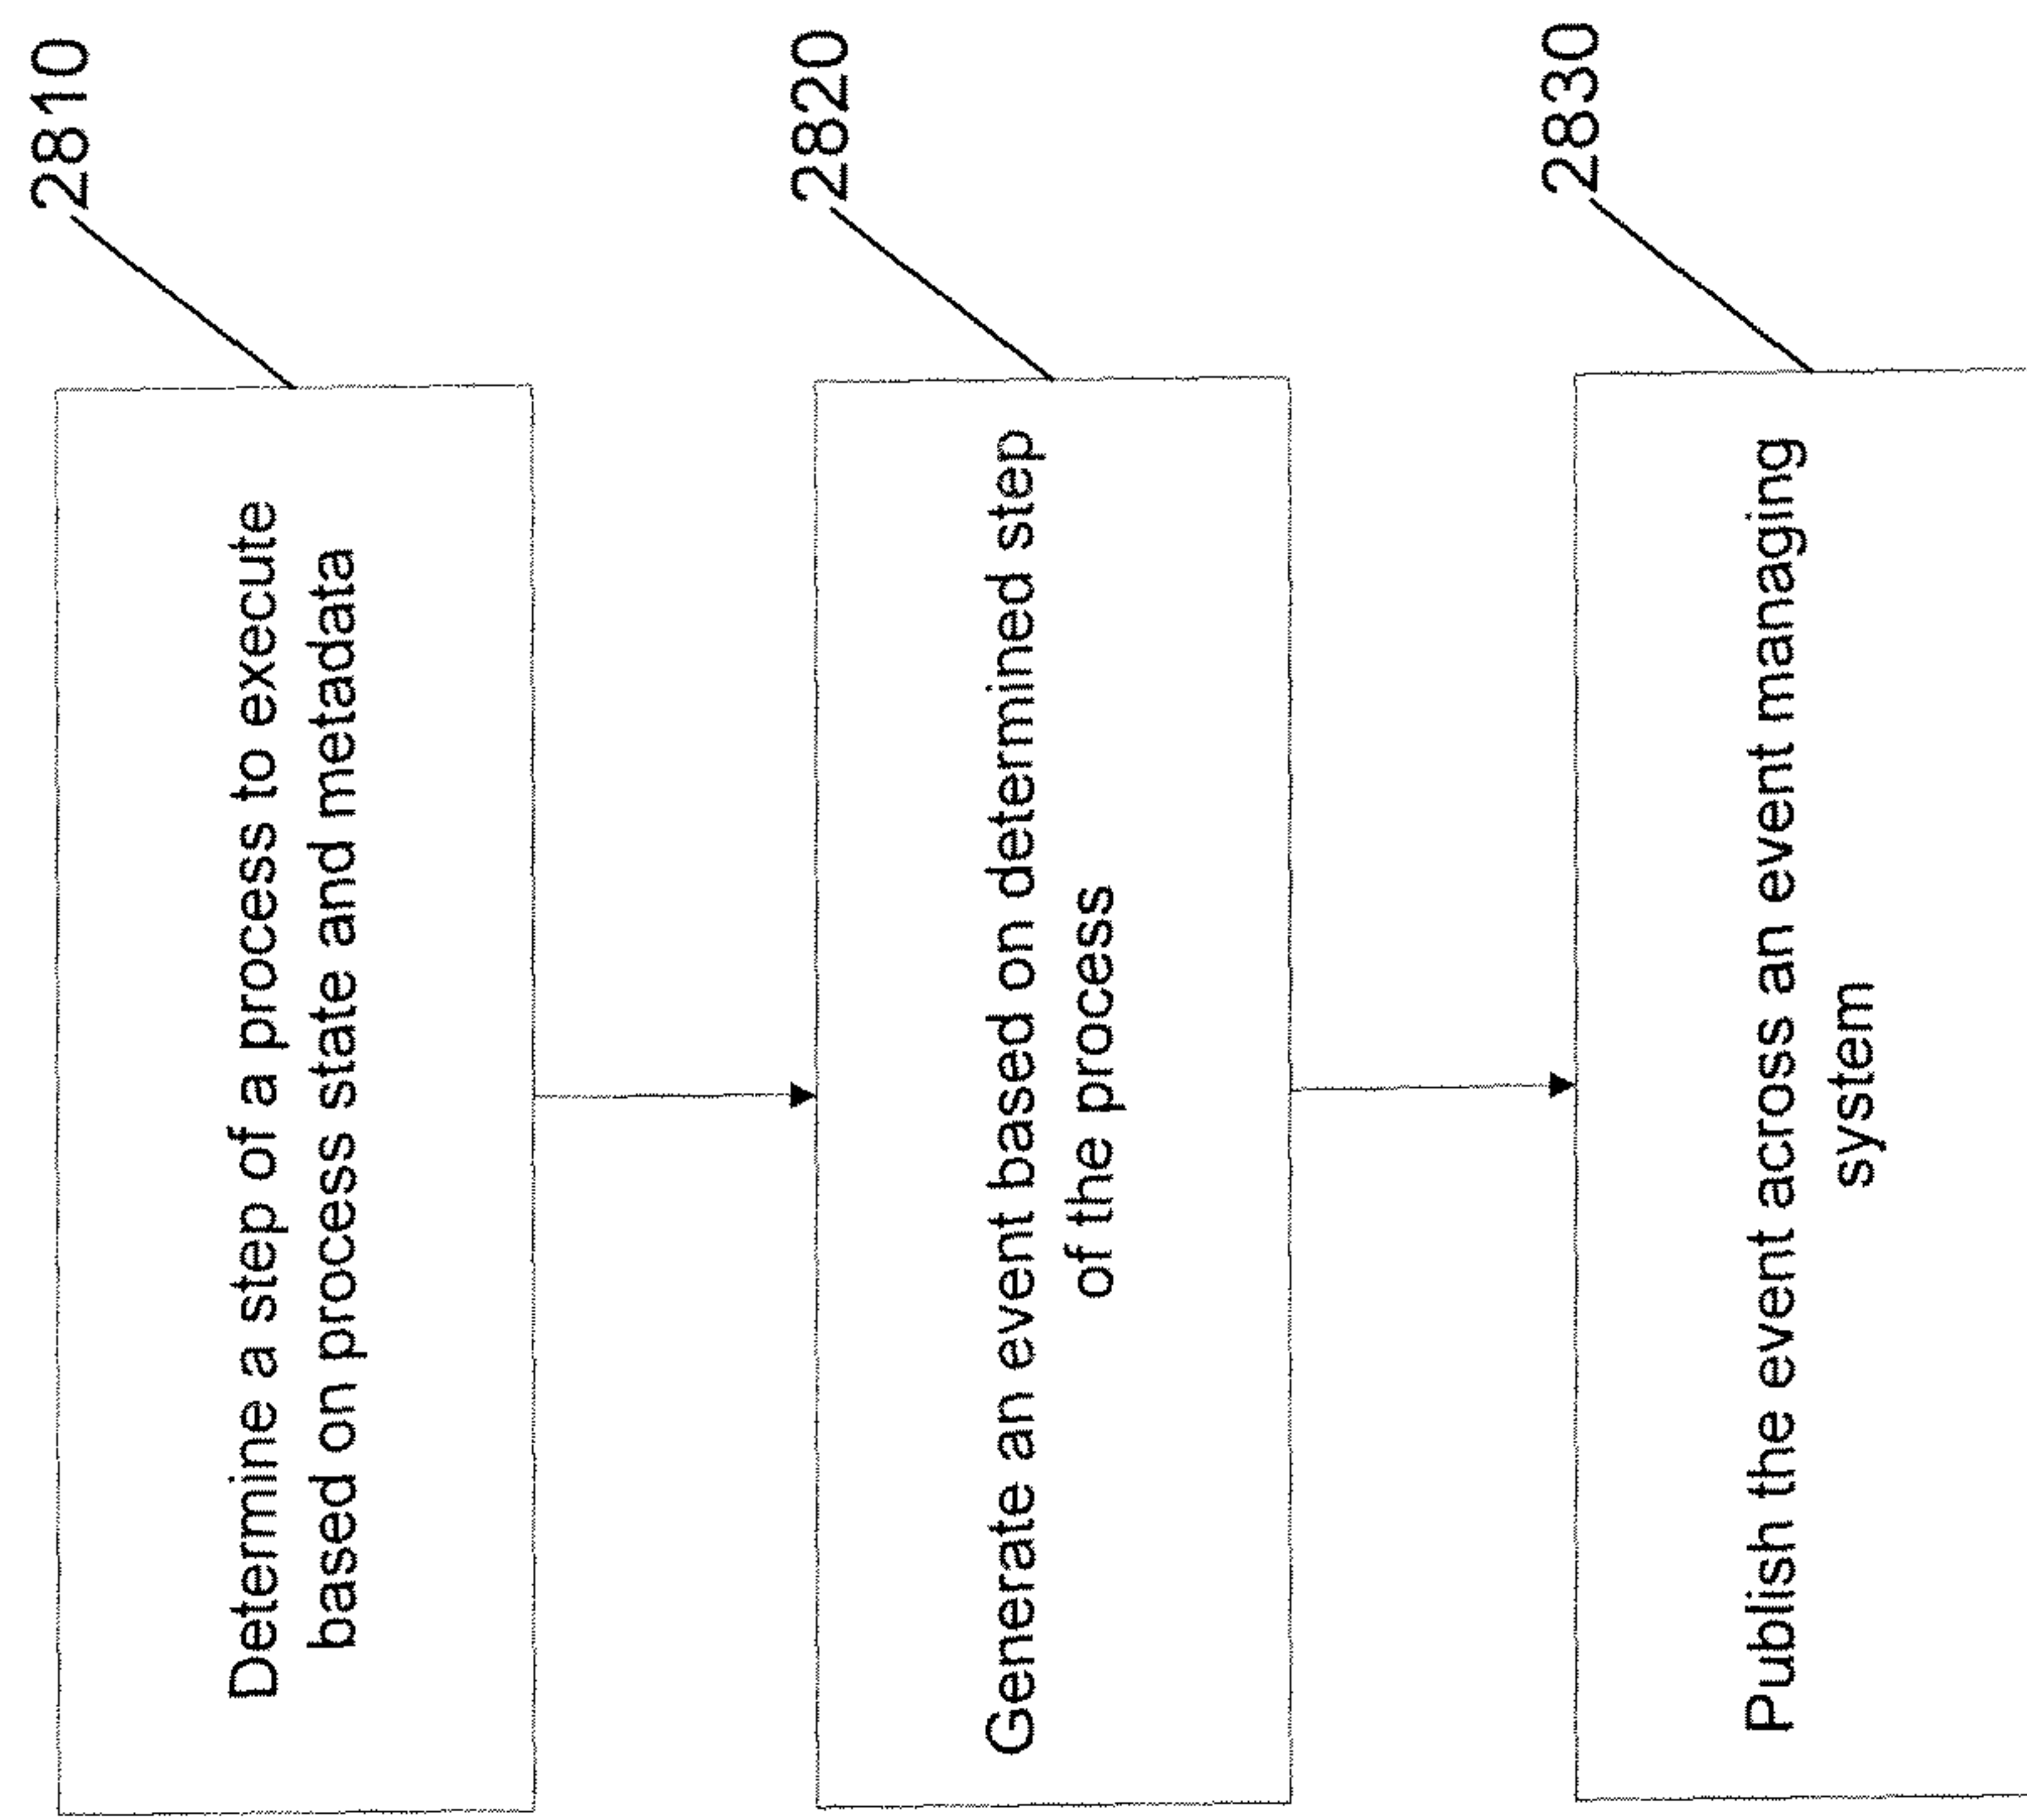 2810
Determine a step of a process to execute
based on process state and metadata
2820
Generate an event based on determined step
of the process
2830
Publish the event across an event managing
system